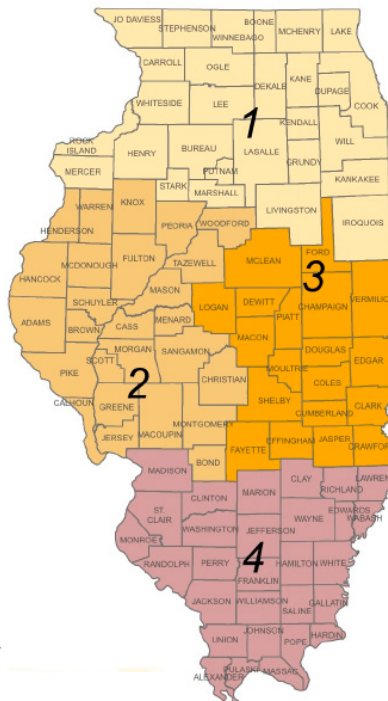 JO DAVIESS
STEPHENSON
WINNEBAGO
BOONE
MCHENRY
LAKE
CARROLL
OGLE
DEKALB
KANE
DUPAGE
COOK
WHITESIDE
LEE
1
KENDALL
WILL
ROCK
ISLAND
HENRY
BUREAU
LASALLE
GRUNDY
MERCER
PUTNAM
KANKAKEE
STARK
MARSHALL
LIVINGSTON
IROQUOIS
WARREN
KNOX
PEORIA
WOODFORD
HENDERSON
FULTON
TAZEWELL
MCLEAN
FORD
3
HANCOCK
MCDONOUGH
MASON
LOGAN
DEWITT
CHAMPAIGN
VERMILIO
SCHUYLER
PIATT
ADAMS
BROWN
CASS
MENARD
MACON
MORGAN
SANGAMON
DOUGLAS
EDGAR
SCOTT
MOULTRIE
PIKE
2
CHRISTIAN
COLES
CALHOUN
GREENE
SHELBY
CUMBERLAND
CLARK
MACOUPIN
MONTGOMERY
JERSEY
FAYETTE
EFFINGHAM
JASPER
CRAWFOR
BOND
MADISON
CLAY
LAWREN
CLINTON
MARION
RICHLAND
ST.
CLAIR
WAYNE
EDWARDS
WABASH
WASHINGTON
JEFFERSON
MONROE
4
RANDOLPH
PERRY
HAMILTON
WHITE
FRANKLIN
JACKSON
WILLIAMSON
SALINE
GALLATIN
UNION
JOHNSON
POPE
HARDIN
PULASKI
ALEXANDER
MASSAC